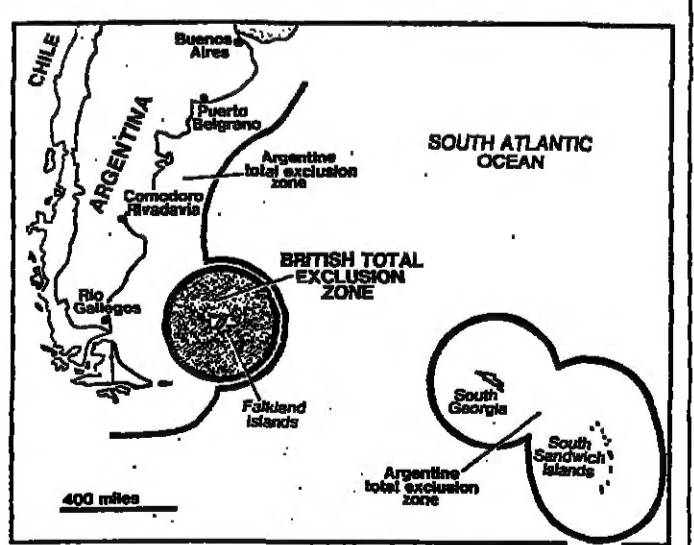 CHILE
Buenos
Aires
ARGENTINA
Puerto
Belgrano
Argentine
total exclusion
zone
SOUTH ATLANTIC
OCEAN
Comodoro
Rivadavia
BRITISH TOTAL
EXCLUSION
ZONE
Rio
Gallegos
Falkland
Islands
South
Georgia
South
Sandwich
Islands
Argentine
total exclusion
zone
400 miles